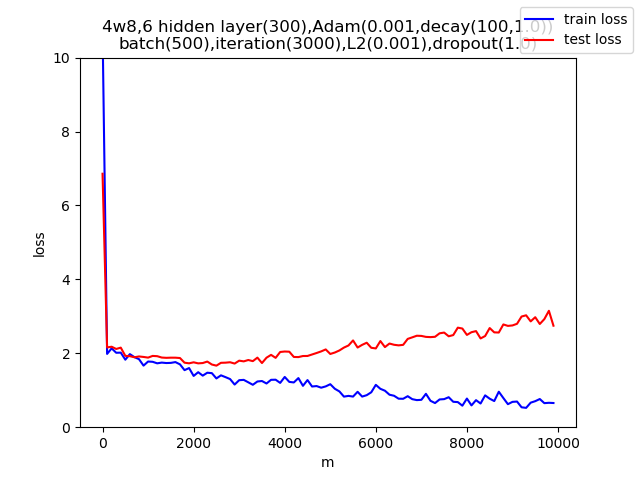 4w8,6 hidden layer(300),Adam(0.001,decay(100,1.0))
batch(500),iteration(3000),L2(0.001),dropout(1.0)
train loss
test loss
10
8
6
4
2
0
loss
0
2000
4000
6000
8000
10000
m